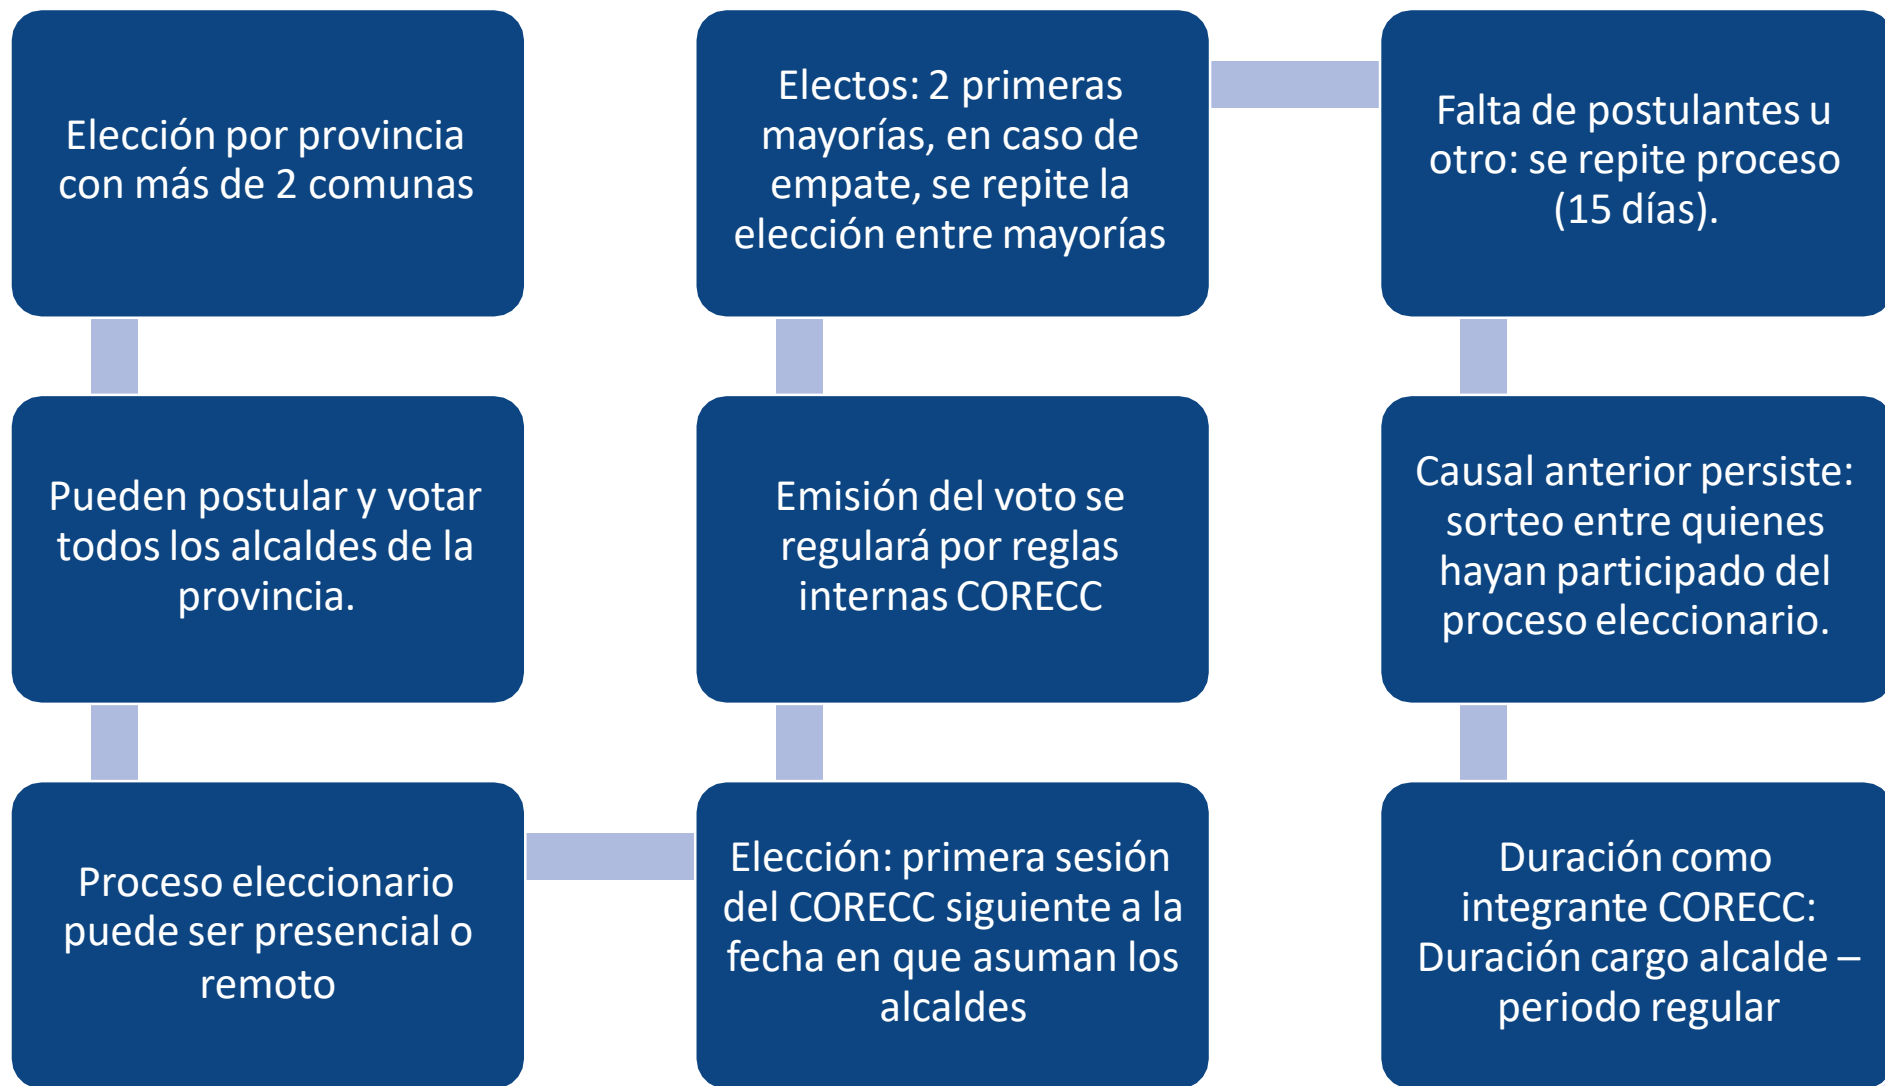 Elección por provincia
con más de 2 comunas
Pueden postular y votar
todos los alcaldes de la
provincia.
Proceso eleccionario
puede ser presencial o
remoto
Elección: primera sesión
del CORECC siguiente a la
fecha en que asuman los
alcaldes
Emisión del voto se
regulará por reglas
internas CORECC
Electos: 2 primeras
mayorías, en caso de
empate, se repite la
elección entre mayorías
Falta de postulantes u
otro: se repite proceso
(15 días).
Causal anterior persiste:
sorteo entre quienes
hayan participado del
proceso eleccionario.
Duración como
integrante CORECC:
Duración cargo alcalde –
periodo regular